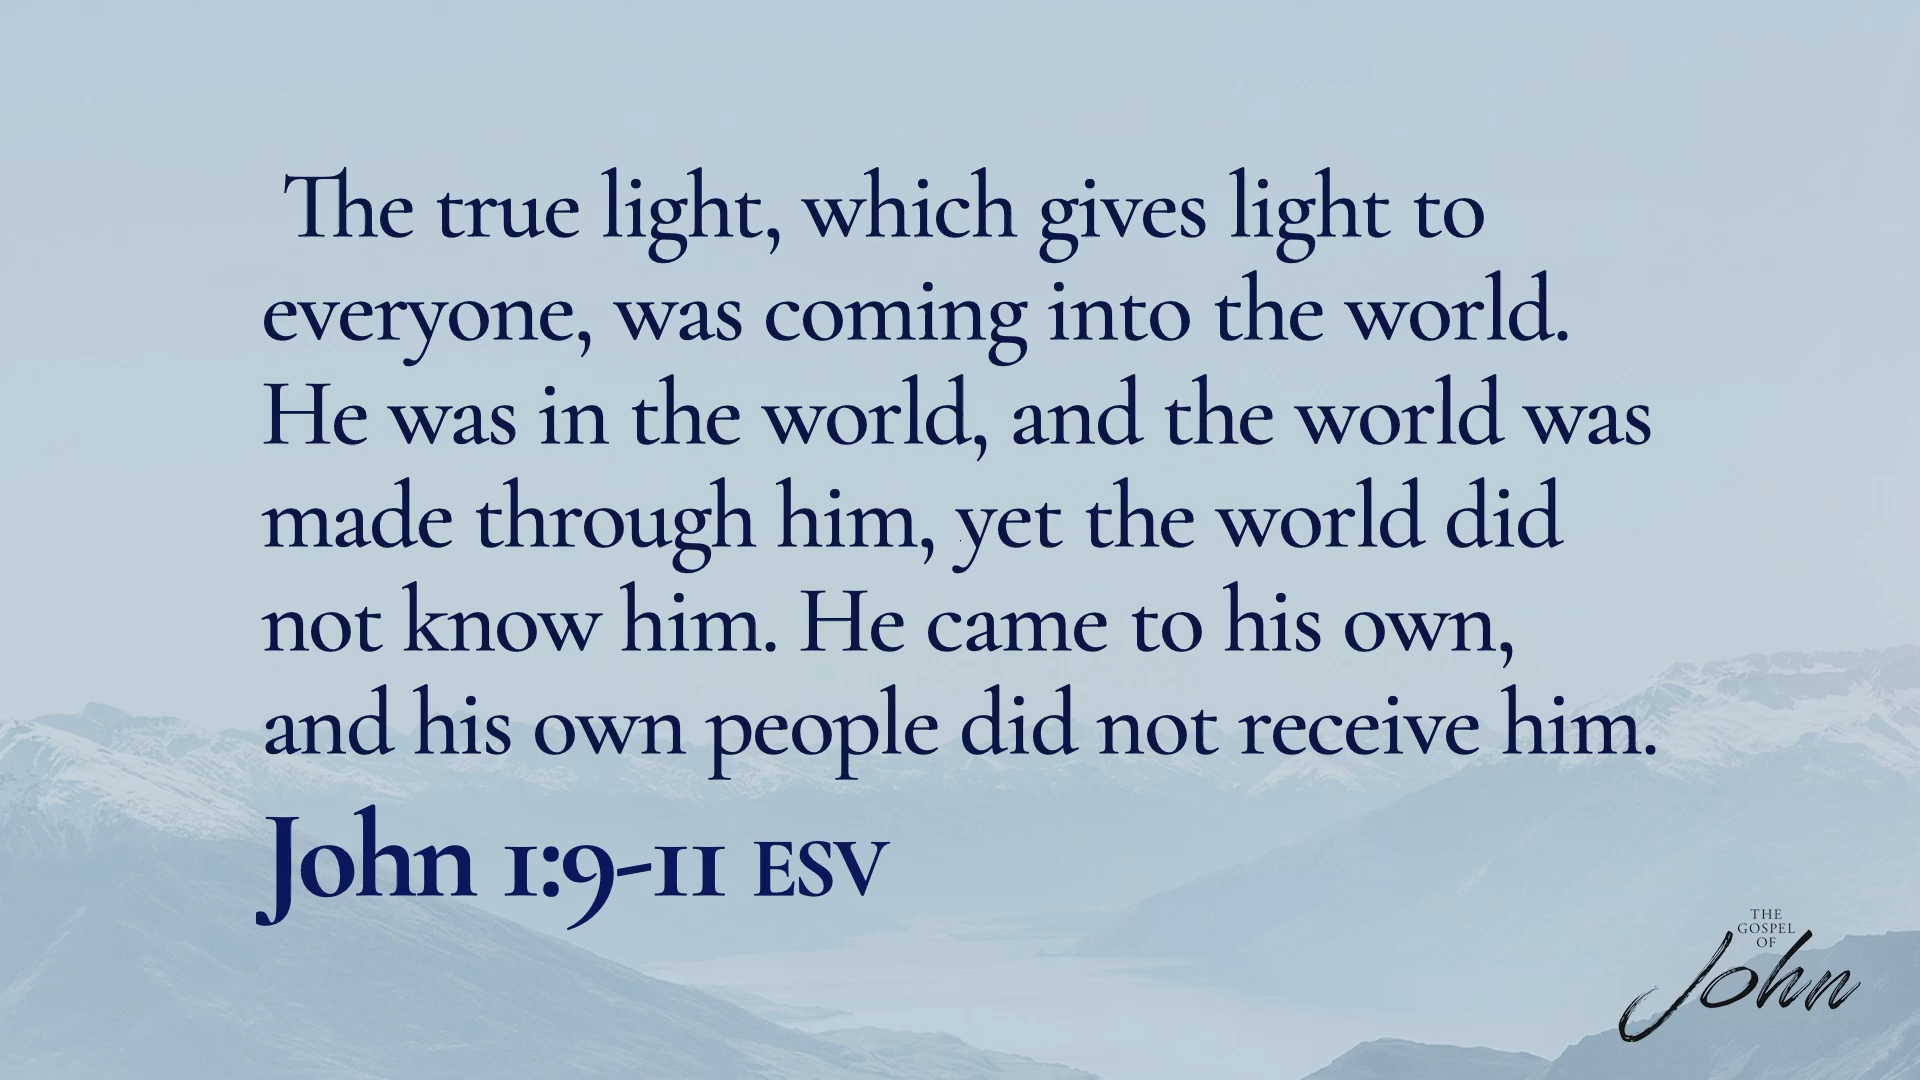 The true light, which gives light to
everyone, was coming into the world.
He was in the world, and the world was
made through him, yet the world did
not know him. He came to his own,
and his own people did not receive him.
John 1:9-11 ESV
THE
GOSPEL
OF
John